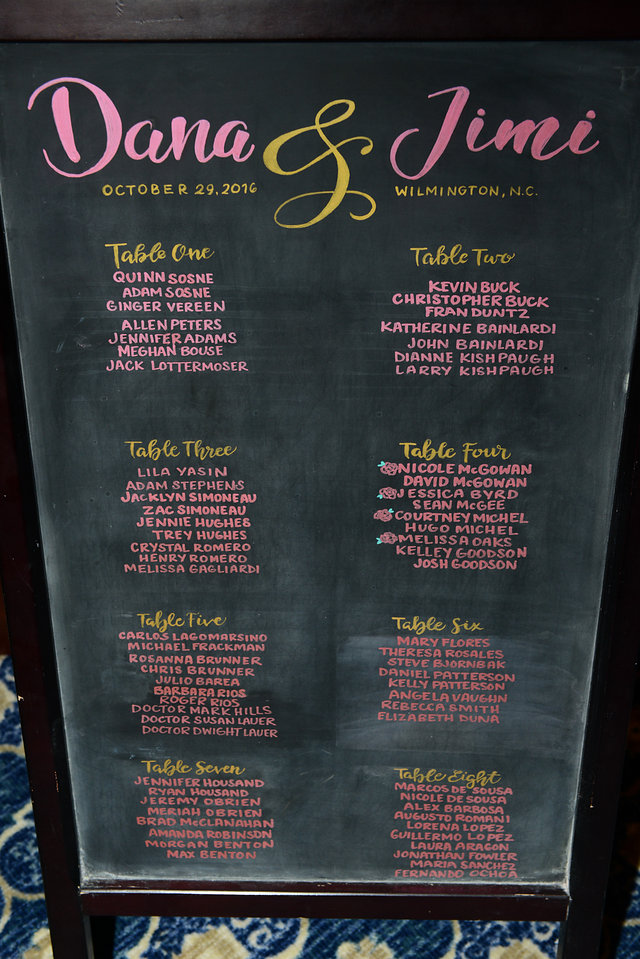 Dana & Jimi
OCTOBER 29, 2016
WILMINGTON, N.C.
Table One
QUINN SOSNE
ADAM SOSNE
GINGER VEREEN
ALLEN PETERS
JENNIFER ADAMS
MEGHAN BOUSE
JACK LOTTERMOSER
Table Two
KEVIN BUCK
CHRISTOPHER BUCK
FRAN DUNTZ
KATHERINE BAINLARDI
JOHN BAINLARDI
DIANNE KISHPAUGH
LARRY KISHPAUGH
Table Three
LILA YASIN
ADAM STEPHENS
JACKLYN SIMONEAU
ZAC SIMONEAU
JENNIE HUGHES
TREY HUGHES
CRYSTAL ROMERO
HENRY ROMERO
MELISSA GAGLIARDI
Table Four
NICOLE McGOWAN
DAVID McGOWAN
JESSICA BYRD
SEAN McGEE
COURTNEY MICHEL
HUGO MICHEL
MELISSA OAKS
KELLEY GOODSON
JOSH GOODSON
Table Five
CARLOS LAGOMARSINO
MICHAEL FRACKMAN
ROSANNA BRUNNER
CHRIS BRUNNER
JULIO BAREA
BARBARA RIOS
ROGER RIOS
DOCTOR MARK HILLS
DOCTOR SUSAN LAUER
DOCTOR DWIGHT LAUER
Table Six
MARY FLORES
THERESA ROSALES
STEVE BJORNBAK
DANIEL PATTERSON
KELLY PATTERSON
ANGELA VAUGHN
REBECCA SMITH
ELIZABETH DUNA
Table Seven
JENNIFER HOUSAND
RYAN HOUSAND
JEREMY OBRIEN
MERIAH OBRIEN
BRAD McCLANAHAN
AMANDA ROBINSON
MORGAN BENTON
MAX BENTON
Table Eight
MARCOS DE SOUSA
NICOLE DE SOUSA
ALEX BARBOSA
AUGUSTO ROMANI
LORENA LOPEZ
GUILLERMO LOPEZ
LAURA ARAGON
JONATHAN FOWLER
MARIA SANCHEZ
FERNANDO OCHOA